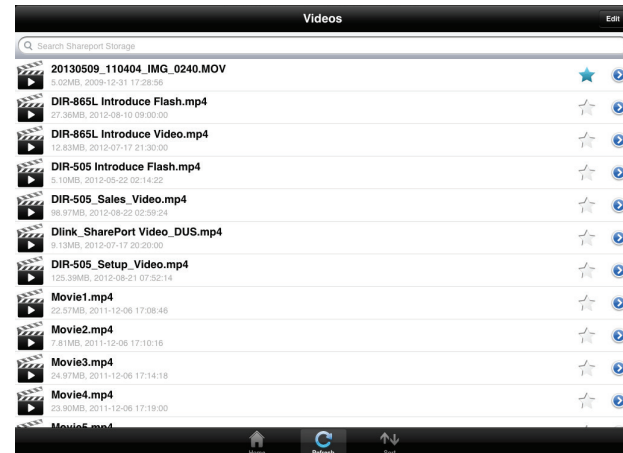 Videos
Edit
Search Shareport Storage
20130509_110404_IMG_0240.MOV
5.02MB, 2009-12-31 17:28:56
DIR-865L Introduce Flash.mp4
27.36MB, 2012-08-10 09:00:00
DIR-865L Introduce Video.mp4
12.83MB, 2012-07-17 21:30:00
DIR-505 Introduce Flash.mp4
5.10MB, 2012-05-22 02:14:22
DIR-505_Sales_Video.mp4
98.97MB, 2012-08-22 02:59:24
Dlink_SharePort Video_DUS.mp4
9.13MB, 2012-07-17 20:20:00
DIR-505_Setup_Video.mp4
125.39MB, 2012-08-21 07:52:14
Movie1.mp4
22.57MB, 2011-12-06 17:08:46
Movie2.mp4
7.81MB, 2011-12-06 17:10:16
Movie3.mp4
24.97MB, 2011-12-06 17:14:18
Movie4.mp4
23.90MB, 2011-12-06 17:19:00
Movie5.mp4
Home
Refresh
Sort